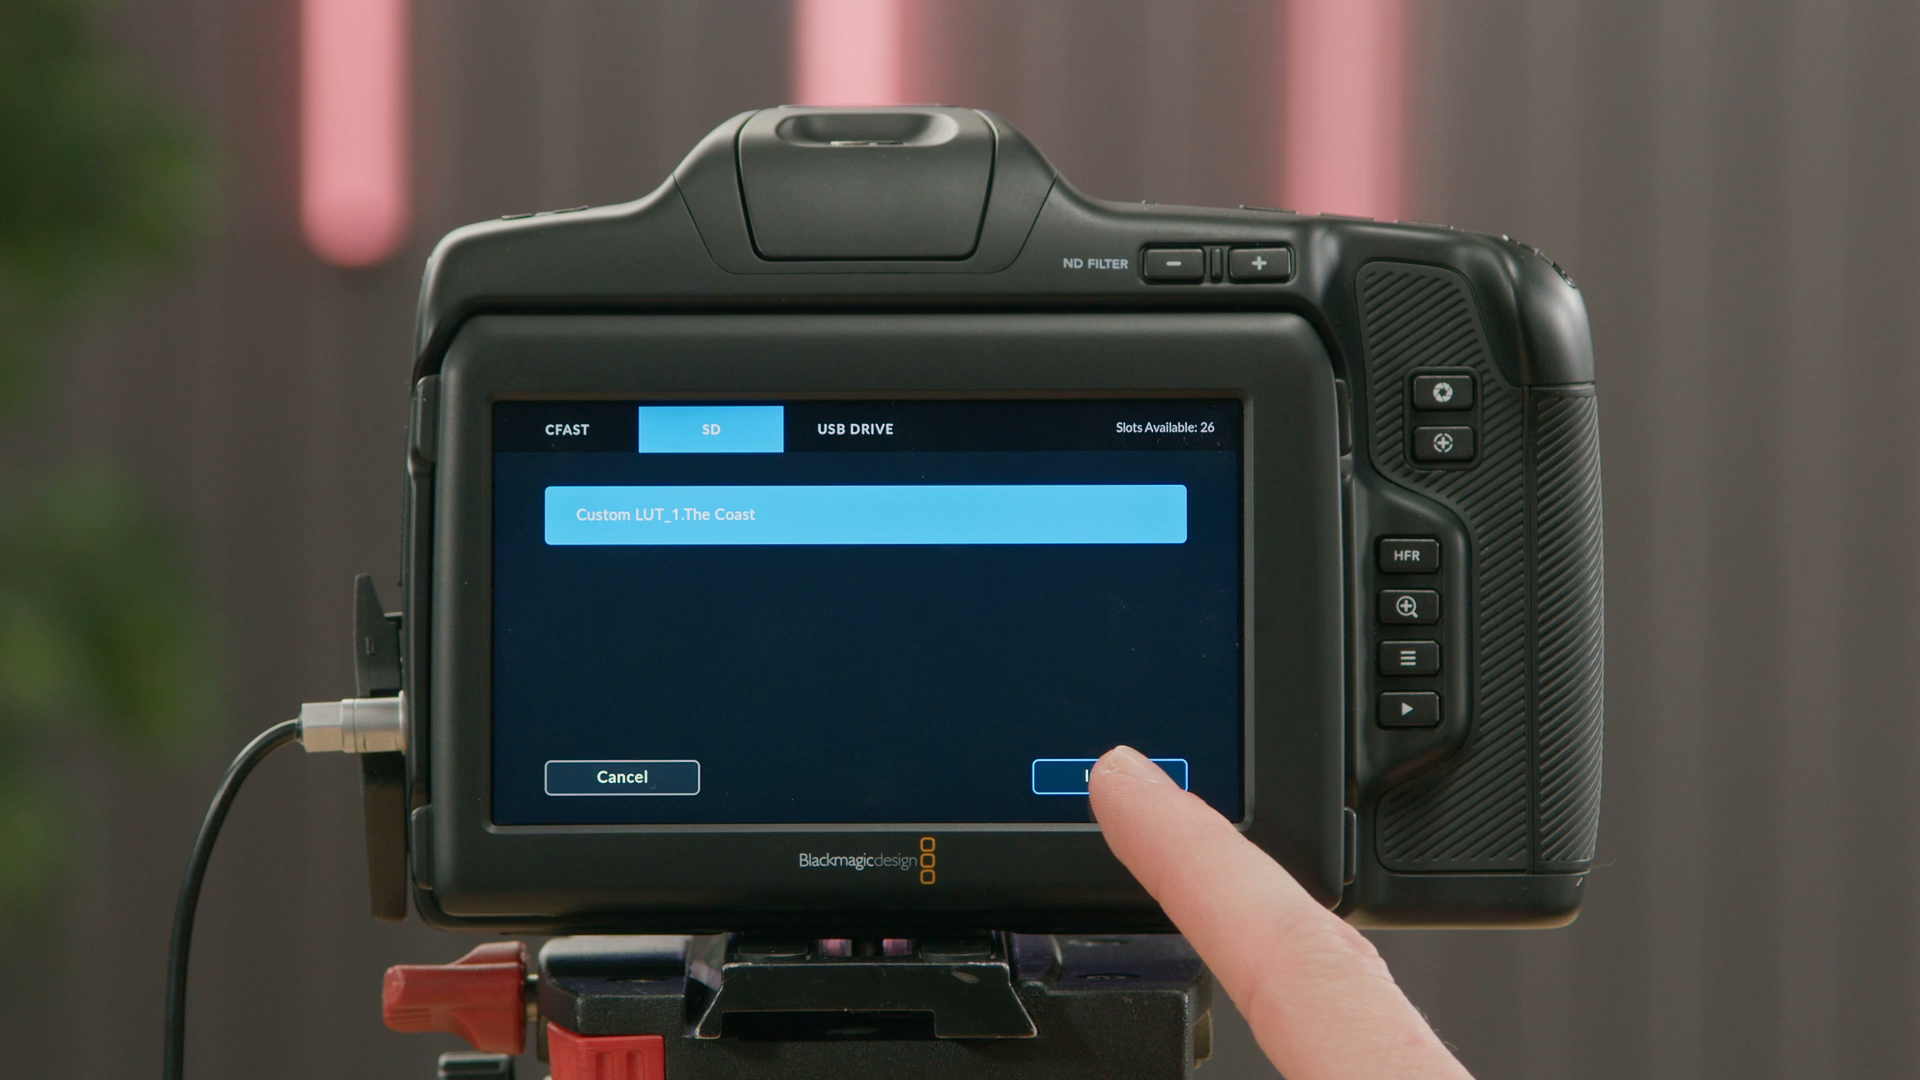 ND FILTER
CFAST SD USB DRIVE Slots Available: 26
Custom LUT_1.The Coast
HFR
Cancel
Blackmagicdesign